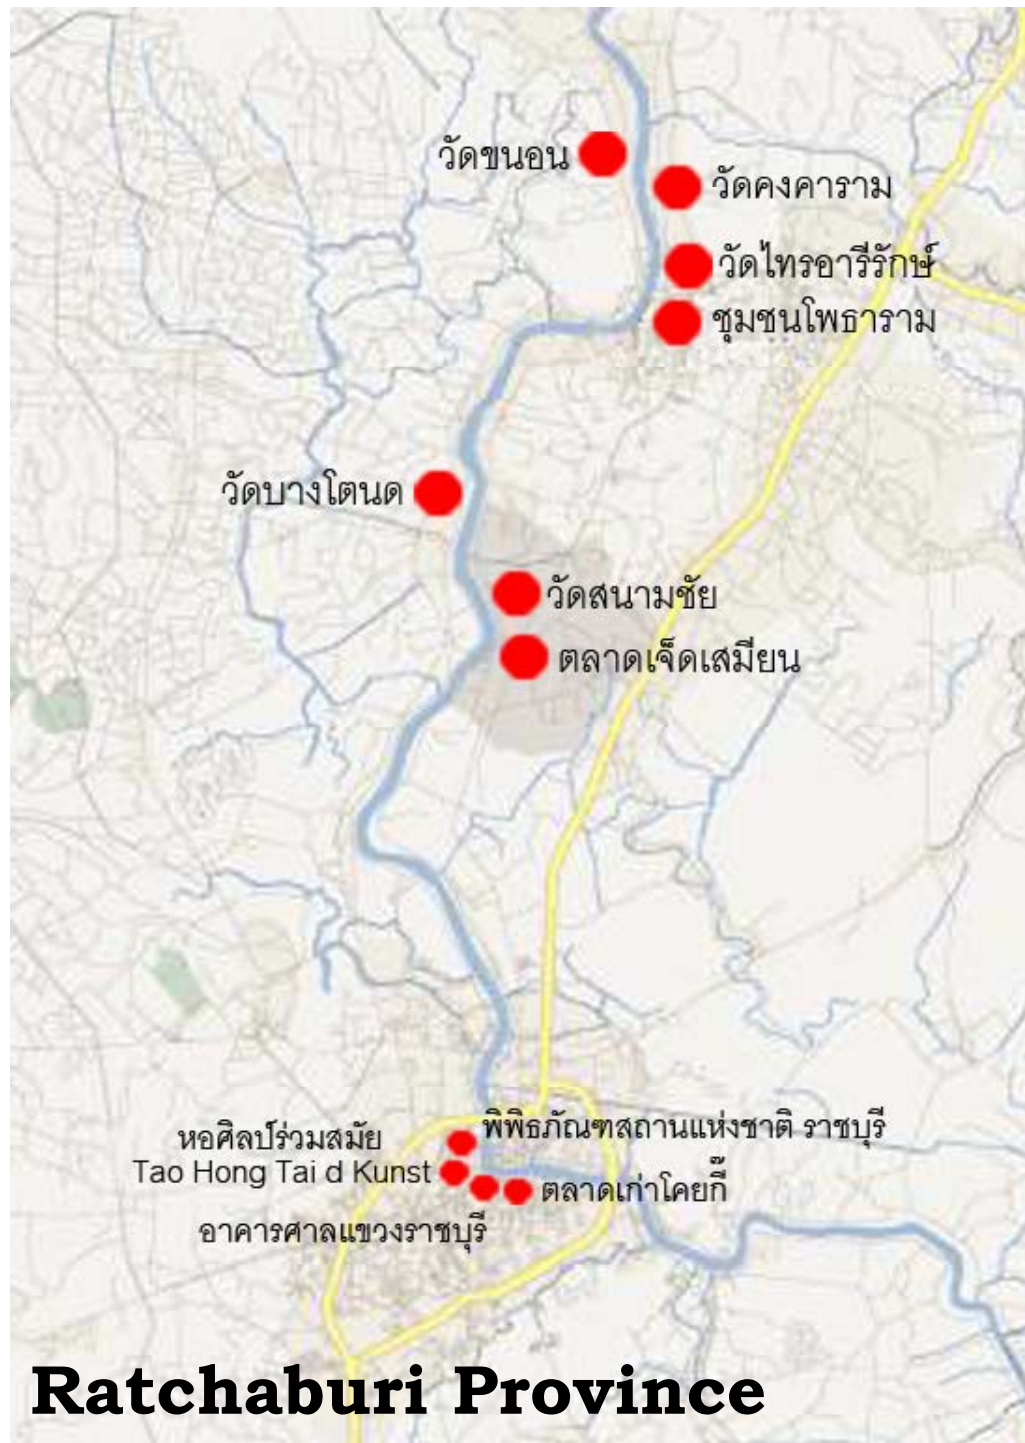 วัดขนอน
วัดคงคาราม
วัดไทรอารีรักษ์
ชุมชนโพธาราม
วัดบางโตนด
วัดสนามชัย
ตลาดเจ็ดเสมียน
พิพิธภัณฑสถานแห่งชาติ ราชบุรี
หอศิลป์ร่วมสมัย
Tao Hong Tai d Kunst
ตลาดเก่าโคยกี๊
อาคารศาลแขวงราชบุรี
Ratchaburi Province